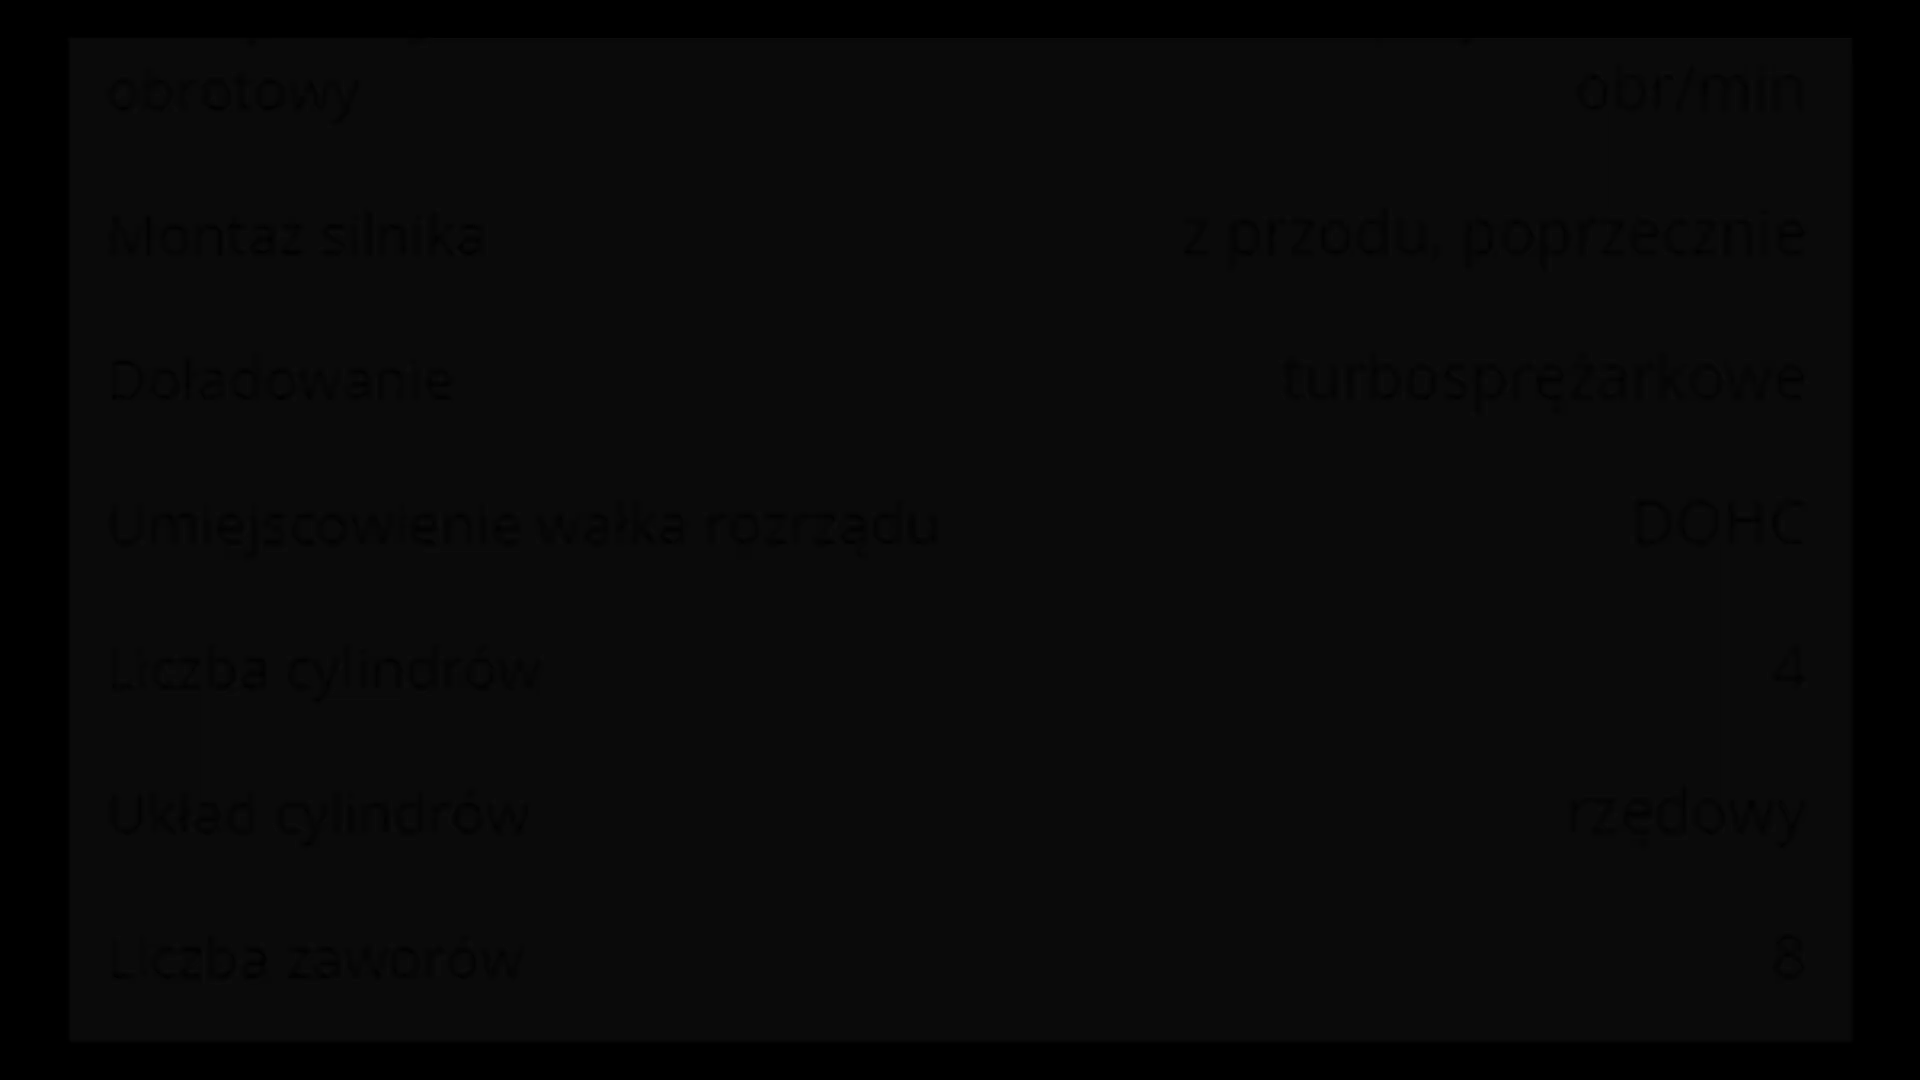 obrotowy obr/min
Montaż silnika z przodu, poprzecznie
Doładowanie turbosprężarkowe
Umiejscowienie wałka rozrządu DOHC
Liczba cylindrów 4
Układ cylindrów rzędowy
Liczba zaworów 8